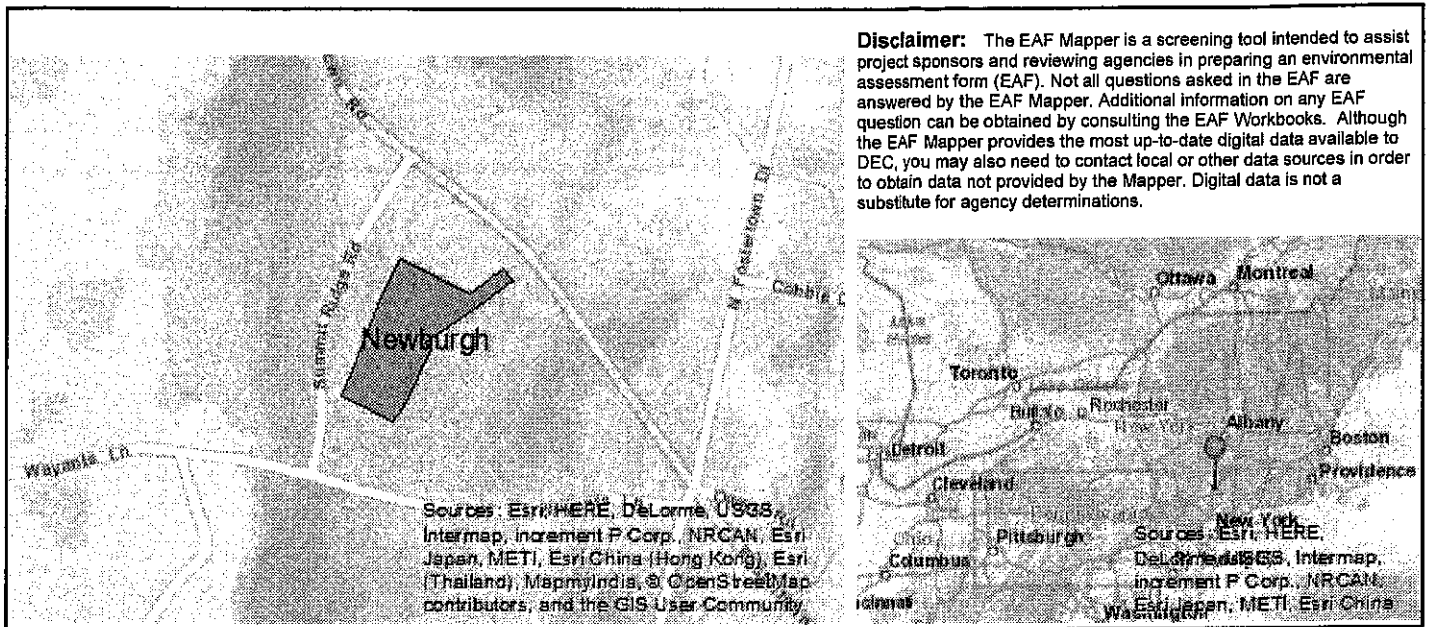 Disclaimer: The EAF Mapper is a screening tool intended to assist
project sponsors and reviewing agencies in preparing an environmental
assessment form (EAF). Not all questions asked in the EAF are
answered by the EAF Mapper. Additional information on any EAF
question can be obtained by consulting the EAF Workbooks. Although
the EAF Mapper provides the most up-to-date digital data available to
DEC, you may also need to contact local or other data sources in order
to obtain data not provided by the Mapper. Digital data is not a
substitute for agency determinations.
Rd
N Fostertown Dr
Summit Ridge Rd
Newburgh
Wayants Ln
Sources: Esri, HERE, DeLorme, USGS,
Intermap, increment P Corp., NRCAN, Esri
Japan, METI, Esri China (Hong Kong), Esri
(Thailand), MapmyIndia, © OpenStreetMap
contributors, and the GIS User Community
Ottawa
Montreal
Toronto
Buffalo
Rochester
New York
Albany
Detroit
Boston
Providence
Cleveland
New York
Pittsburgh
Columbus
Washington
Sources: Esri, HERE,
DeLorme, USGS, Intermap,
increment P Corp., NRCAN,
Esri Japan, METI, Esri China